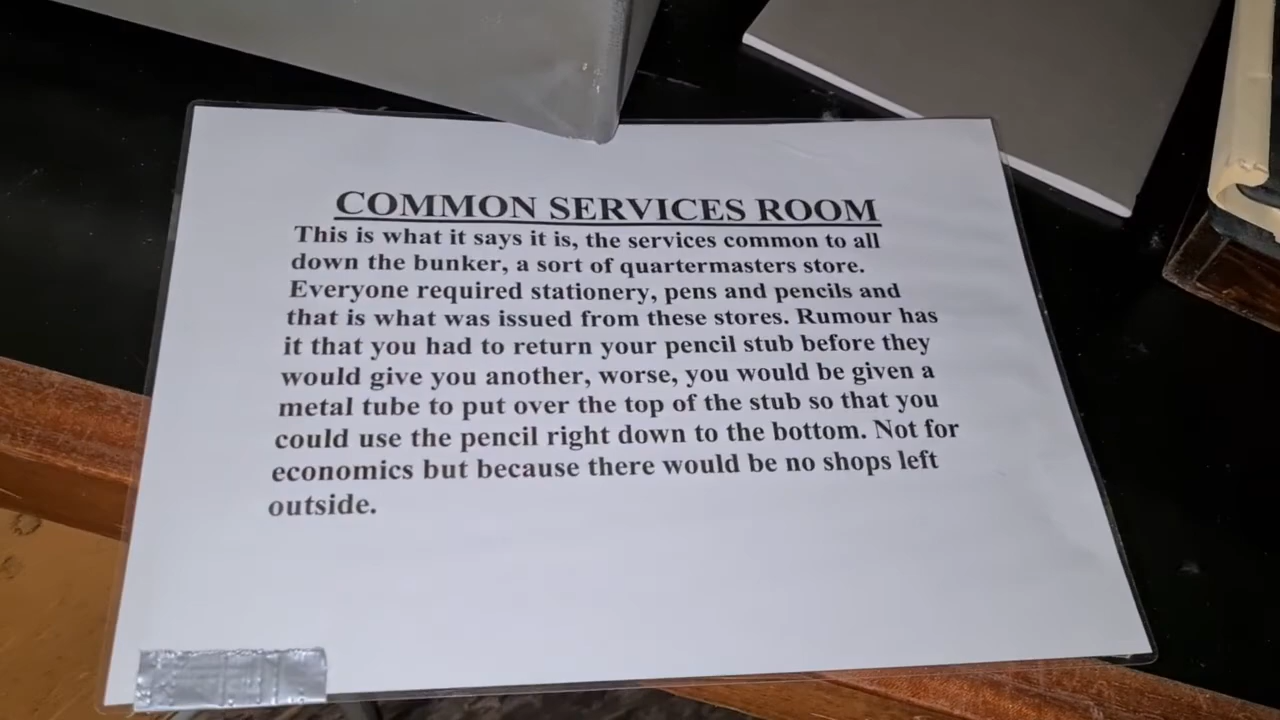 COMMON SERVICES ROOM
This is what it says it is, the services common to all
down the bunker, a sort of quartermasters store.
Everyone required stationery, pens and pencils and
that is what was issued from these stores. Rumour has
it that you had to return your pencil stub before they
would give you another, worse, you would be given a
metal tube to put over the top of the stub so that you
could use the pencil right down to the bottom. Not for
economics but because there would be no shops left
outside.